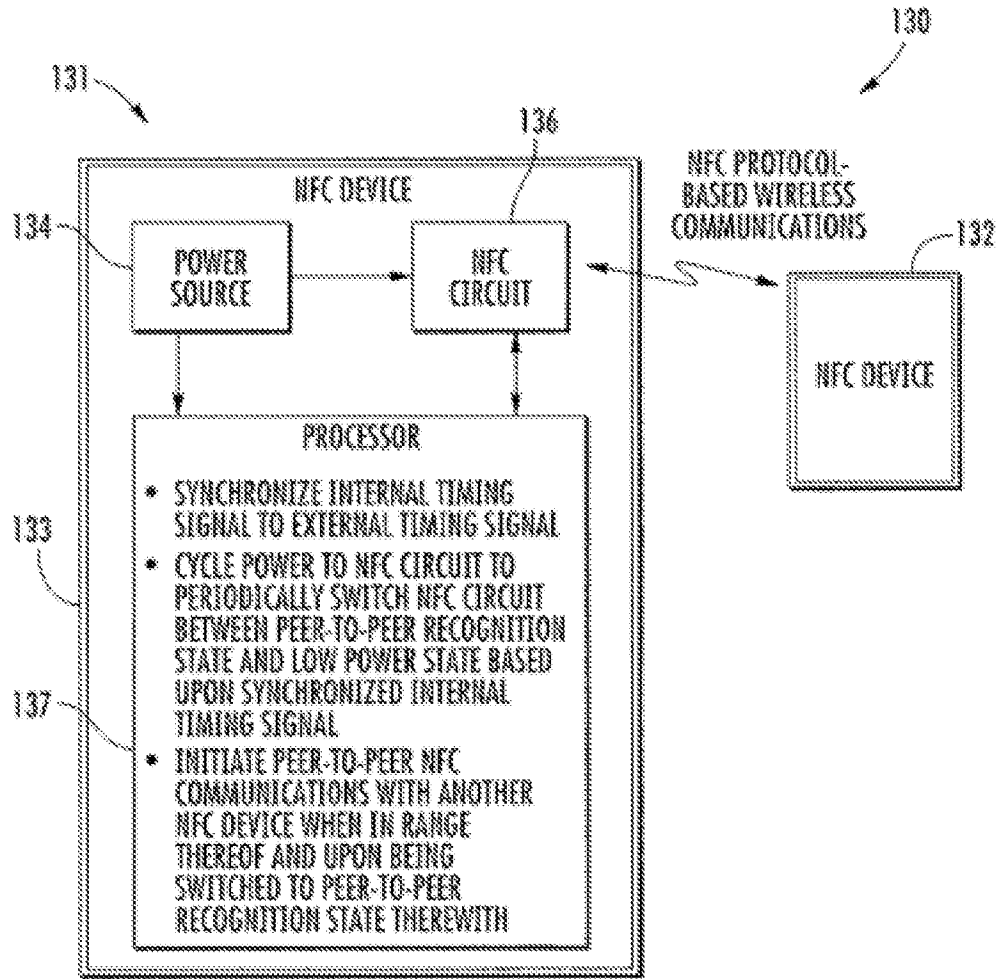 130
131
136
NFC PROTOCOL-
BASED WIRELESS
COMMUNICATIONS
NFC DEVICE
134
132
POWER
SOURCE
NFC
CIRCUIT
NFC DEVICE
PROCESSOR
• SYNCHRONIZE INTERNAL TIMING
SIGNAL TO EXTERNAL TIMING SIGNAL
133
• CYCLE POWER TO NFC CIRCUIT TO
PERIODICALLY SWITCH NFC CIRCUIT
BETWEEN PEER-TO-PEER RECOGNITION
STATE AND LOW POWER STATE BASED
UPON SYNCHRONIZED INTERNAL
TIMING SIGNAL
137
• INITIATE PEER-TO-PEER NFC
COMMUNICATIONS WITH ANOTHER
NFC DEVICE WHEN IN RANGE
THEREOF AND UPON BEING
SWITCHED TO PEER-TO-PEER
RECOGNITION STATE THEREWITH